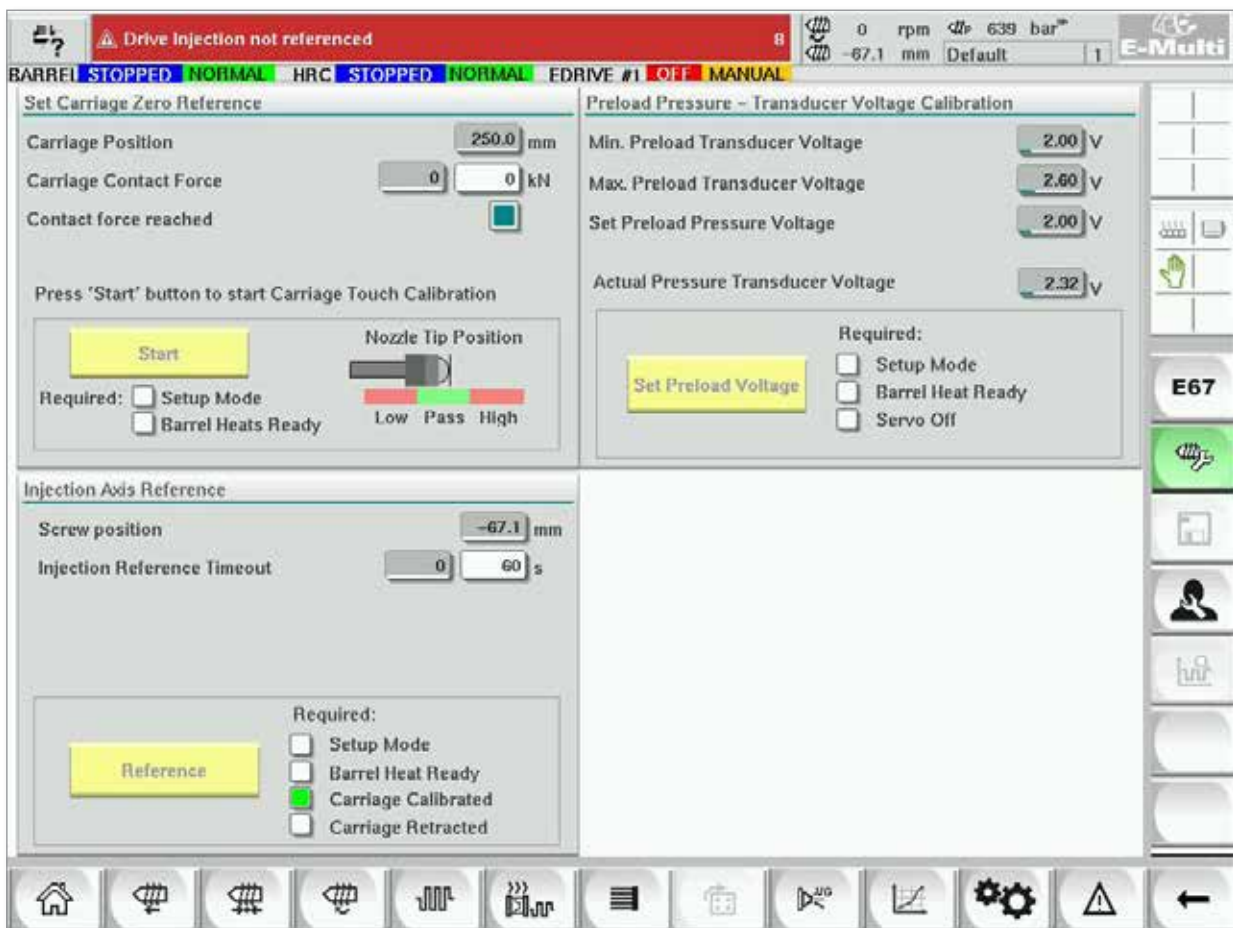 Drive Injection not referenced 8
0 rpm 639 bar
-67.1 mm Default 1
E-Multi
BARREL STOPPED NORMAL HRC STOPPED NORMAL EDRIVE #1 OFF MANUAL
Set Carriage Zero Reference
Carriage Position 250.0 mm
Carriage Contact Force 0 0 kN
Contact force reached
Press 'Start' button to start Carriage Touch Calibration
Start
Required: Setup Mode
Barrel Heats Ready
Nozzle Tip Position
Low Pass High
Preload Pressure - Transducer Voltage Calibration
Min. Preload Transducer Voltage 2.00 V
Max. Preload Transducer Voltage 2.60 V
Set Preload Pressure Voltage 2.00 V
Actual Pressure Transducer Voltage 2.32 V
Set Preload Voltage
Required:
Setup Mode
Barrel Heat Ready
Servo Off
Injection Axis Reference
Screw position -67.1 mm
Injection Reference Timeout 0 60 s
Reference
Required:
Setup Mode
Barrel Heat Ready
Carriage Calibrated
Carriage Retracted
E67